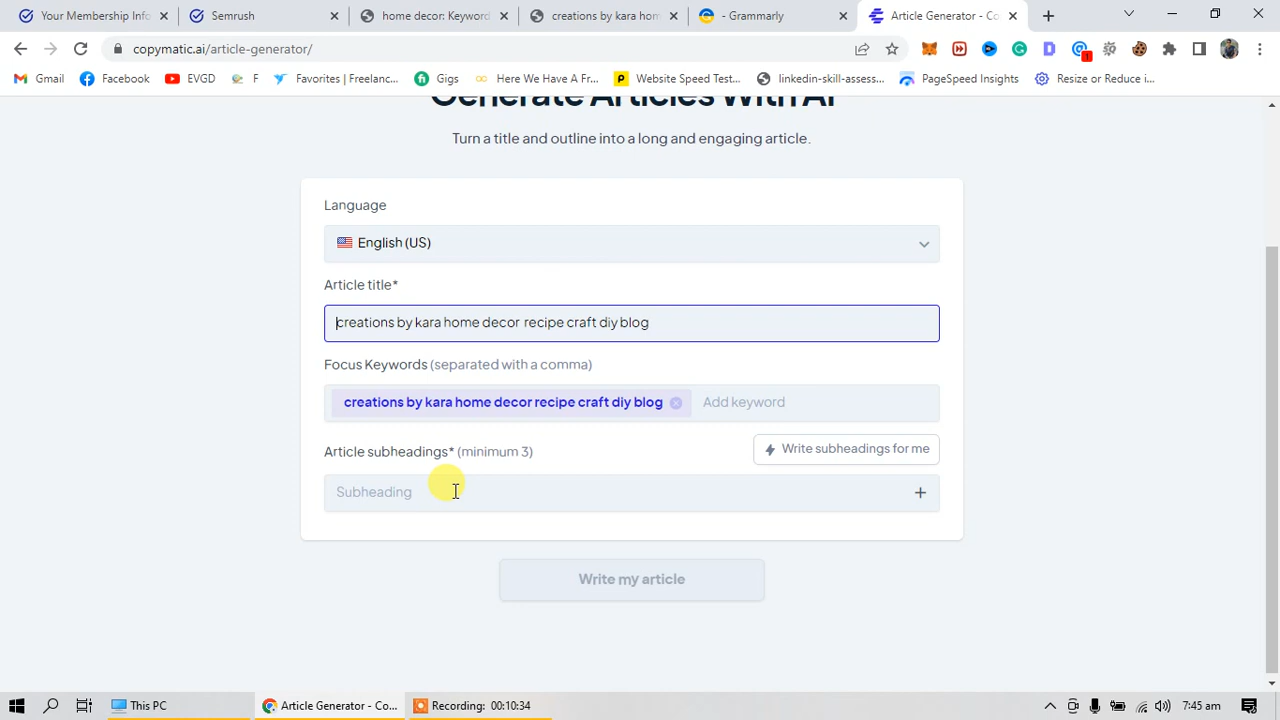 Your Membership Info
Semrush
home decor: Keyword
creations by kara hom
- Grammarly
Article Generator - Co
copymatic.ai/article-generator/
Gmail
Facebook
EVGD
F
Favorites | Freelanc...
Gigs
Here We Have A Fr...
Website Speed Test...
linkedin-skill-assess...
PageSpeed Insights
Resize or Reduce i...
Generate Articles With AI
Turn a title and outline into a long and engaging article.
Language
English (US)
Article title*
creations by kara home decor recipe craft diy blog
Focus Keywords (separated with a comma)
creations by kara home decor recipe craft diy blog
Add keyword
Article subheadings* (minimum 3)
Write subheadings for me
Subheading
Write my article
This PC
Article Generator - Co...
Recording: 00:10:34
7:45 am